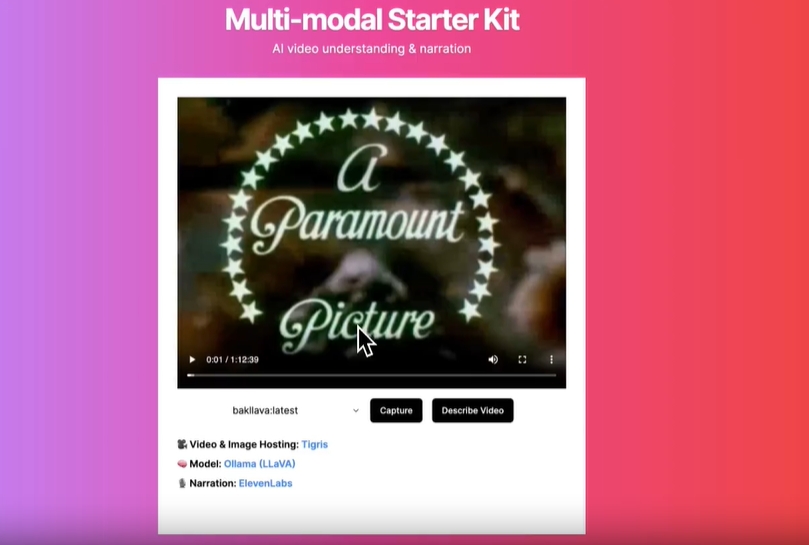 Multi-modal Starter Kit
AI video understanding & narration
A
Paramount
Picture
0:01 / 1:12:39
bakllava:latest
Capture
Describe Video
🎥 Video & Image Hosting: Tigris
🧠 Model: Ollama (LLaVA)
🎙 Narration: ElevenLabs